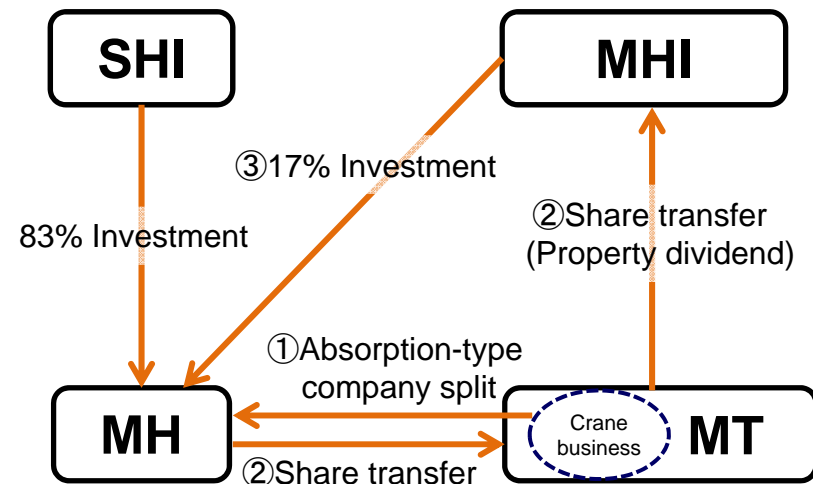 SHI
MHI
③17% Investment
83% Investment
②Share transfer
(Property dividend)
①Absorption-type
company split
MH
Crane
business
MT
②Share transfer